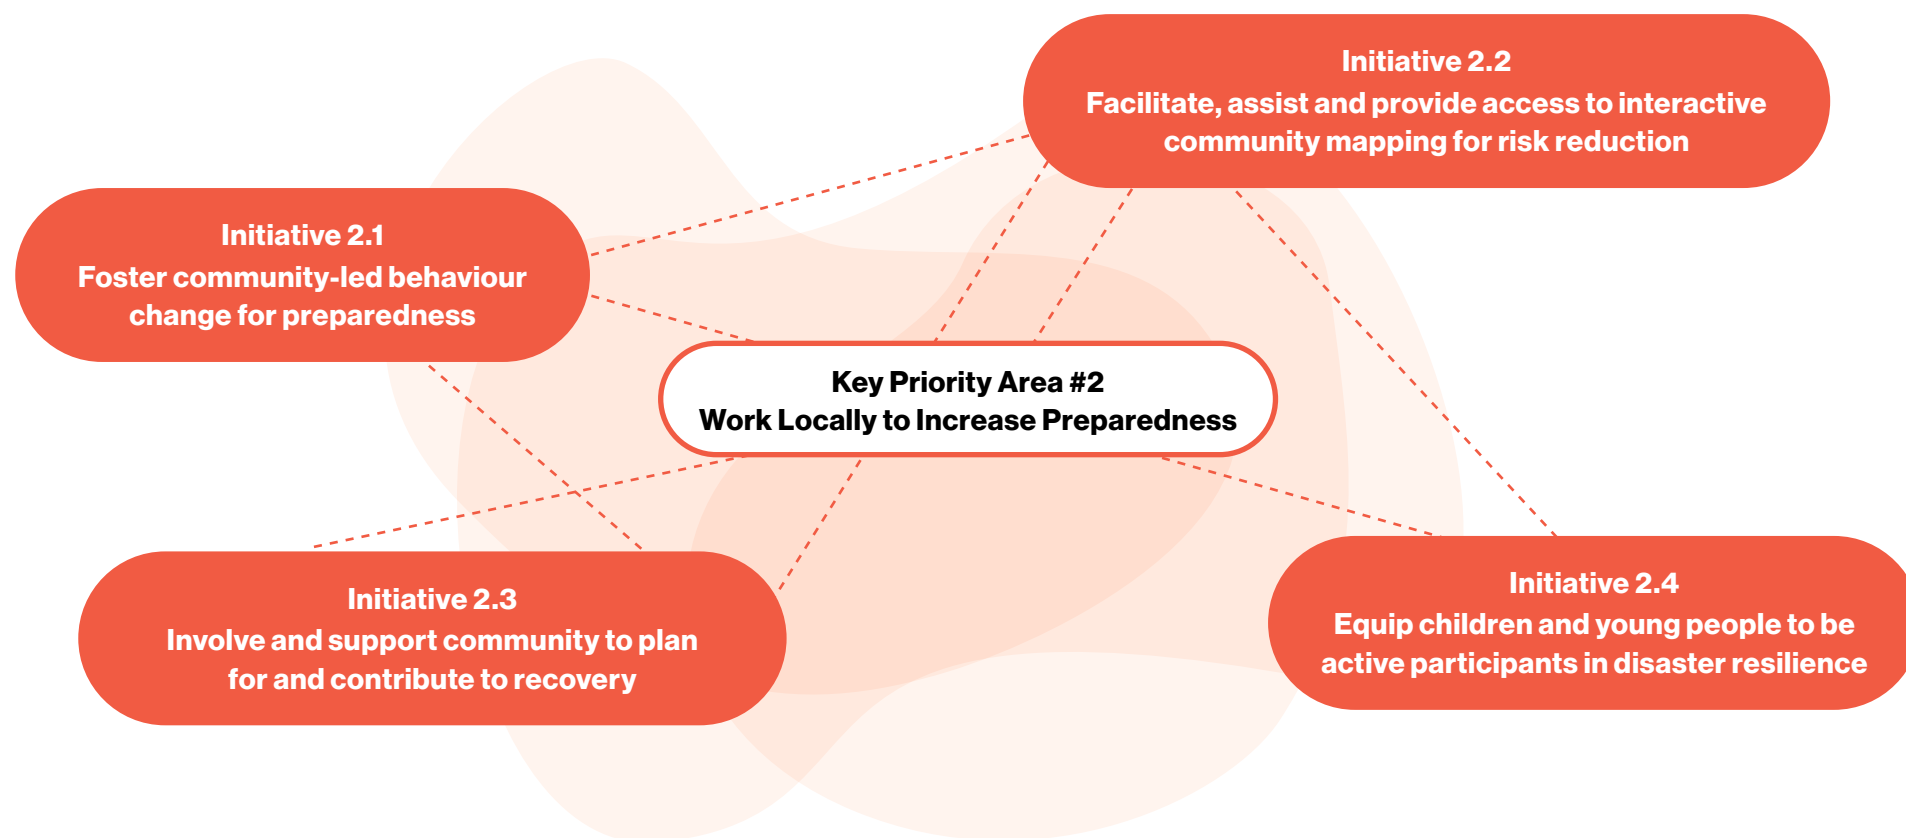 Initiative 2.1
Foster community-led behaviour
change for preparedness
Initiative 2.2
Facilitate, assist and provide access to interactive
community mapping for risk reduction
Key Priority Area #2
Work Locally to Increase Preparedness
Initiative 2.3
Involve and support community to plan
for and contribute to recovery
Initiative 2.4
Equip children and young people to be
active participants in disaster resilience